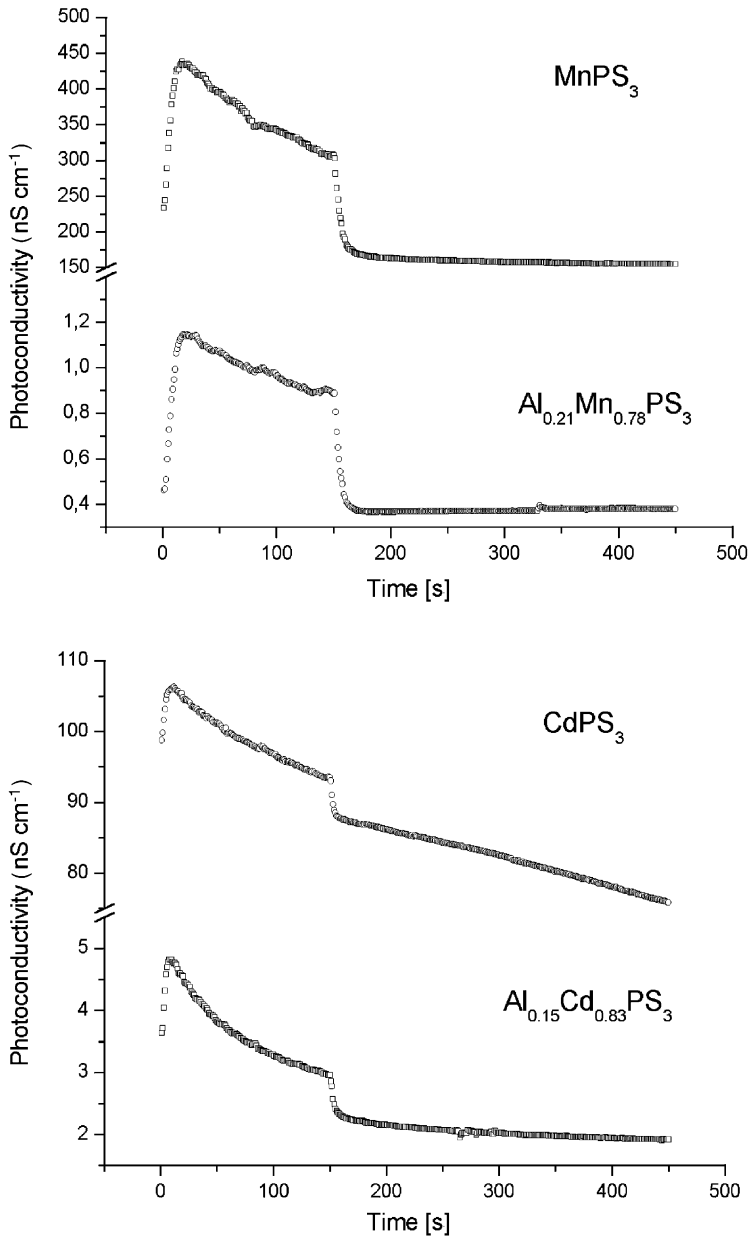 500
450
400
350
300
250
200
150
1,2
1,0
0,8
0,6
0,4
Photoconductivity ( nS cm⁻¹)
MnPS₃
Al₀.₂₁Mn₀.₇₈PS₃
0 100 200 300 400 500
Time [s]
110
100
90
80
5
4
3
2
Photoconductivity ( nS cm⁻¹)
CdPS₃
Al₀.₁₅Cd₀.₈₃PS₃
0 100 200 300 400 500
Time [s]